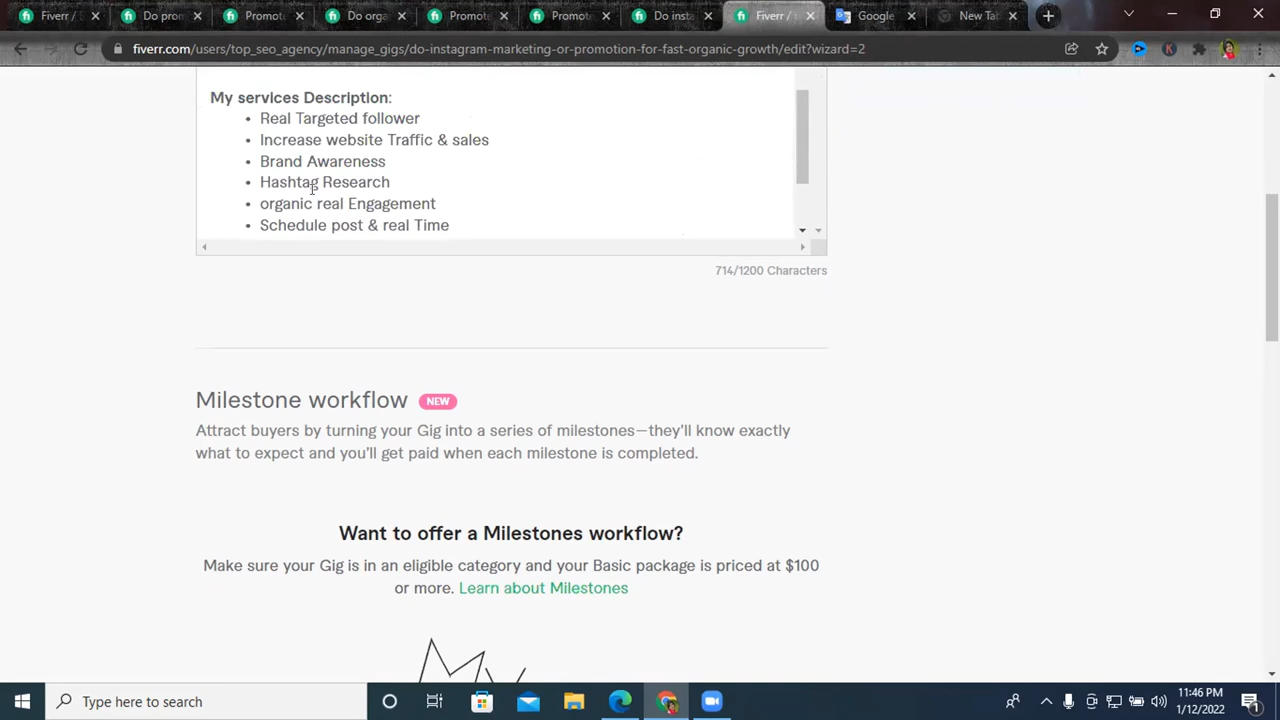 Fiverr /
Do pron
Promote
Do orga
Promote
Promote
Do insta
Fiverr /
Google
New Tab
fiverr.com/users/top_seo_agency/manage_gigs/do-instagram-marketing-or-promotion-for-fast-organic-growth/edit?wizard=2
My services Description:
• Real Targeted follower
• Increase website Traffic & sales
• Brand Awareness
• Hashtag Research
• organic real Engagement
• Schedule post & real Time
714/1200 Characters
Milestone workflow NEW
Attract buyers by turning your Gig into a series of milestones—they'll know exactly
what to expect and you'll get paid when each milestone is completed.
Want to offer a Milestones workflow?
Make sure your Gig is in an eligible category and your Basic package is priced at $100
or more. Learn about Milestones
Type here to search
11:46 PM
1/12/2022